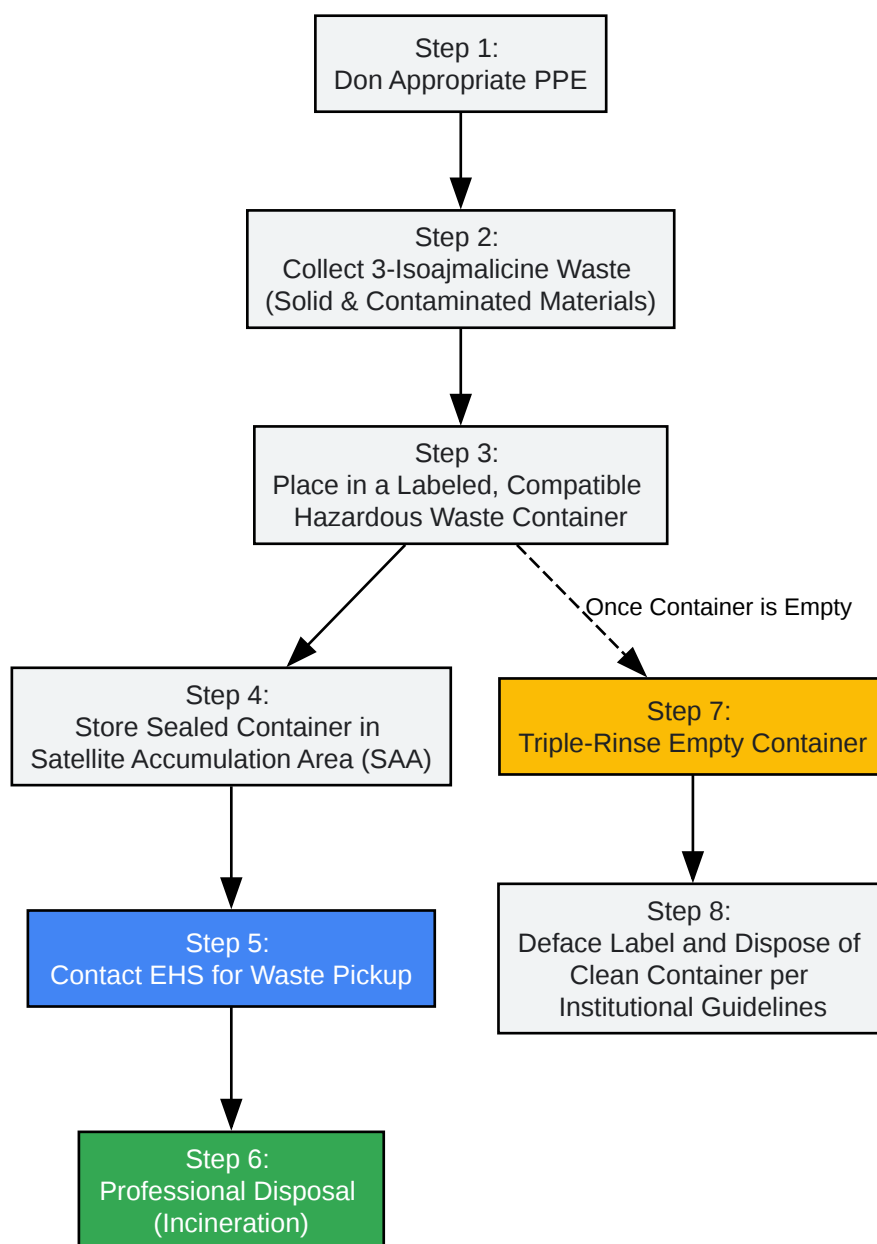 Step 1:
Don Appropriate PPE
Step 2:
Collect 3-Isoajmalicine Waste
(Solid & Contaminated Materials)
Step 3:
Place in a Labeled, Compatible
Hazardous Waste Container
Once Container is Empty
Step 4:
Store Sealed Container in
Satellite Accumulation Area (SAA)
Step 7:
Triple-Rinse Empty Container
Step 5:
Contact EHS for Waste Pickup
Step 8:
Deface Label and Dispose of
Clean Container per
Institutional Guidelines
Step 6:
Professional Disposal
(Incineration)